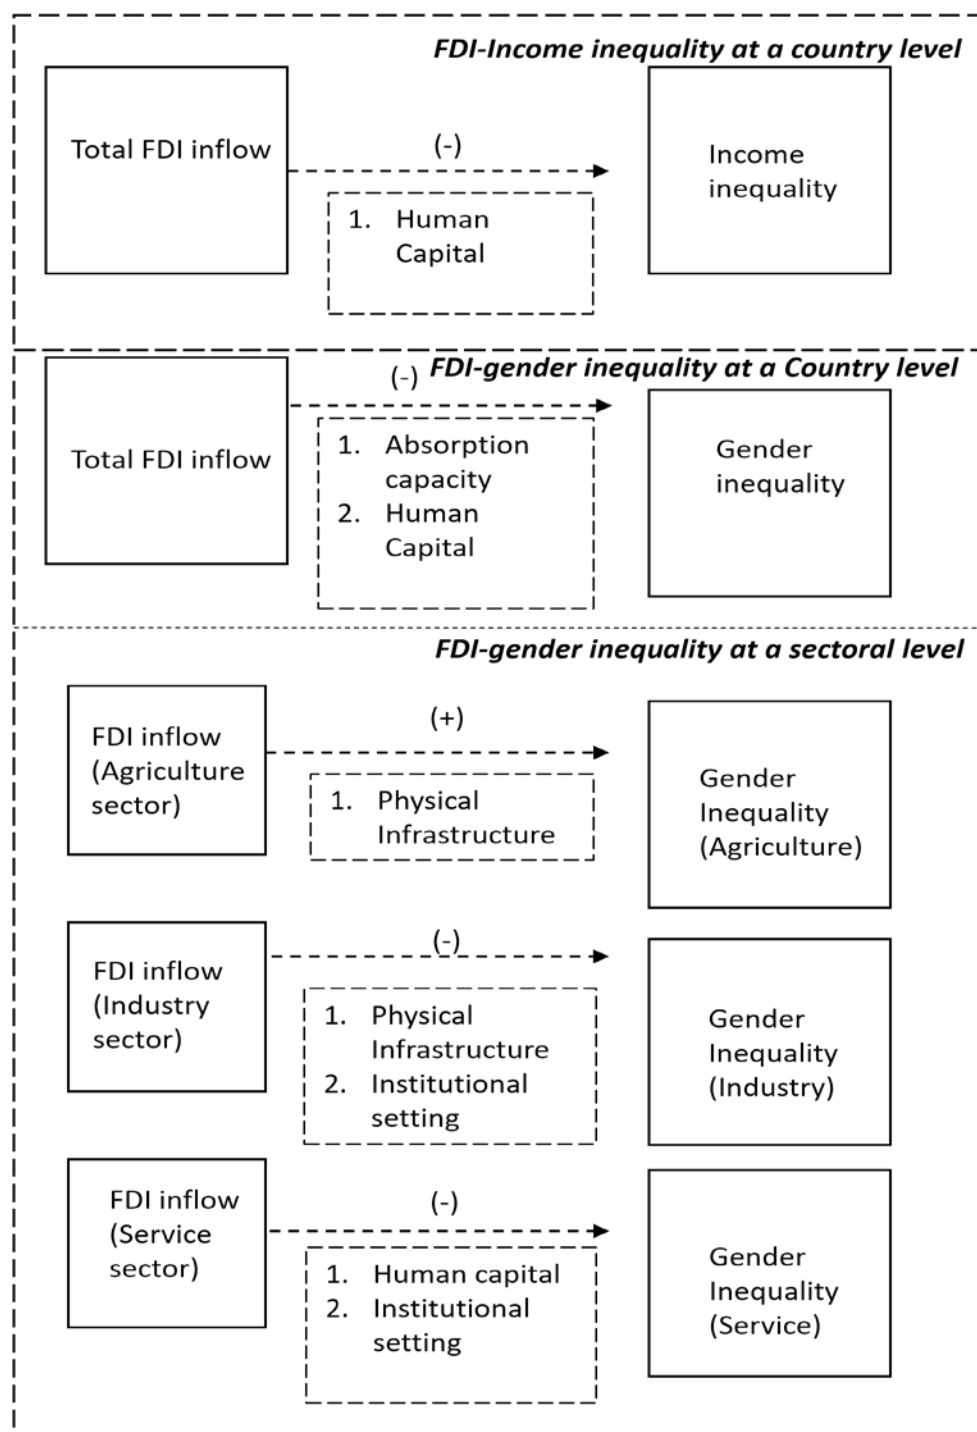 FDI-Income inequality at a country level
Total FDI inflow
(-)
1. Human
Capital
Income
inequality
FDI-gender inequality at a Country level
Total FDI inflow
(-)
1. Absorption
capacity
2. Human
Capital
Gender
inequality
FDI-gender inequality at a sectoral level
FDI inflow
(Agriculture
sector)
(+)
1. Physical
Infrastructure
Gender
Inequality
(Agriculture)
FDI inflow
(Industry
sector)
(-)
1. Physical
Infrastructure
2. Institutional
setting
Gender
Inequality
(Industry)
FDI inflow
(Service
sector)
(-)
1. Human capital
2. Institutional
setting
Gender
Inequality
(Service)